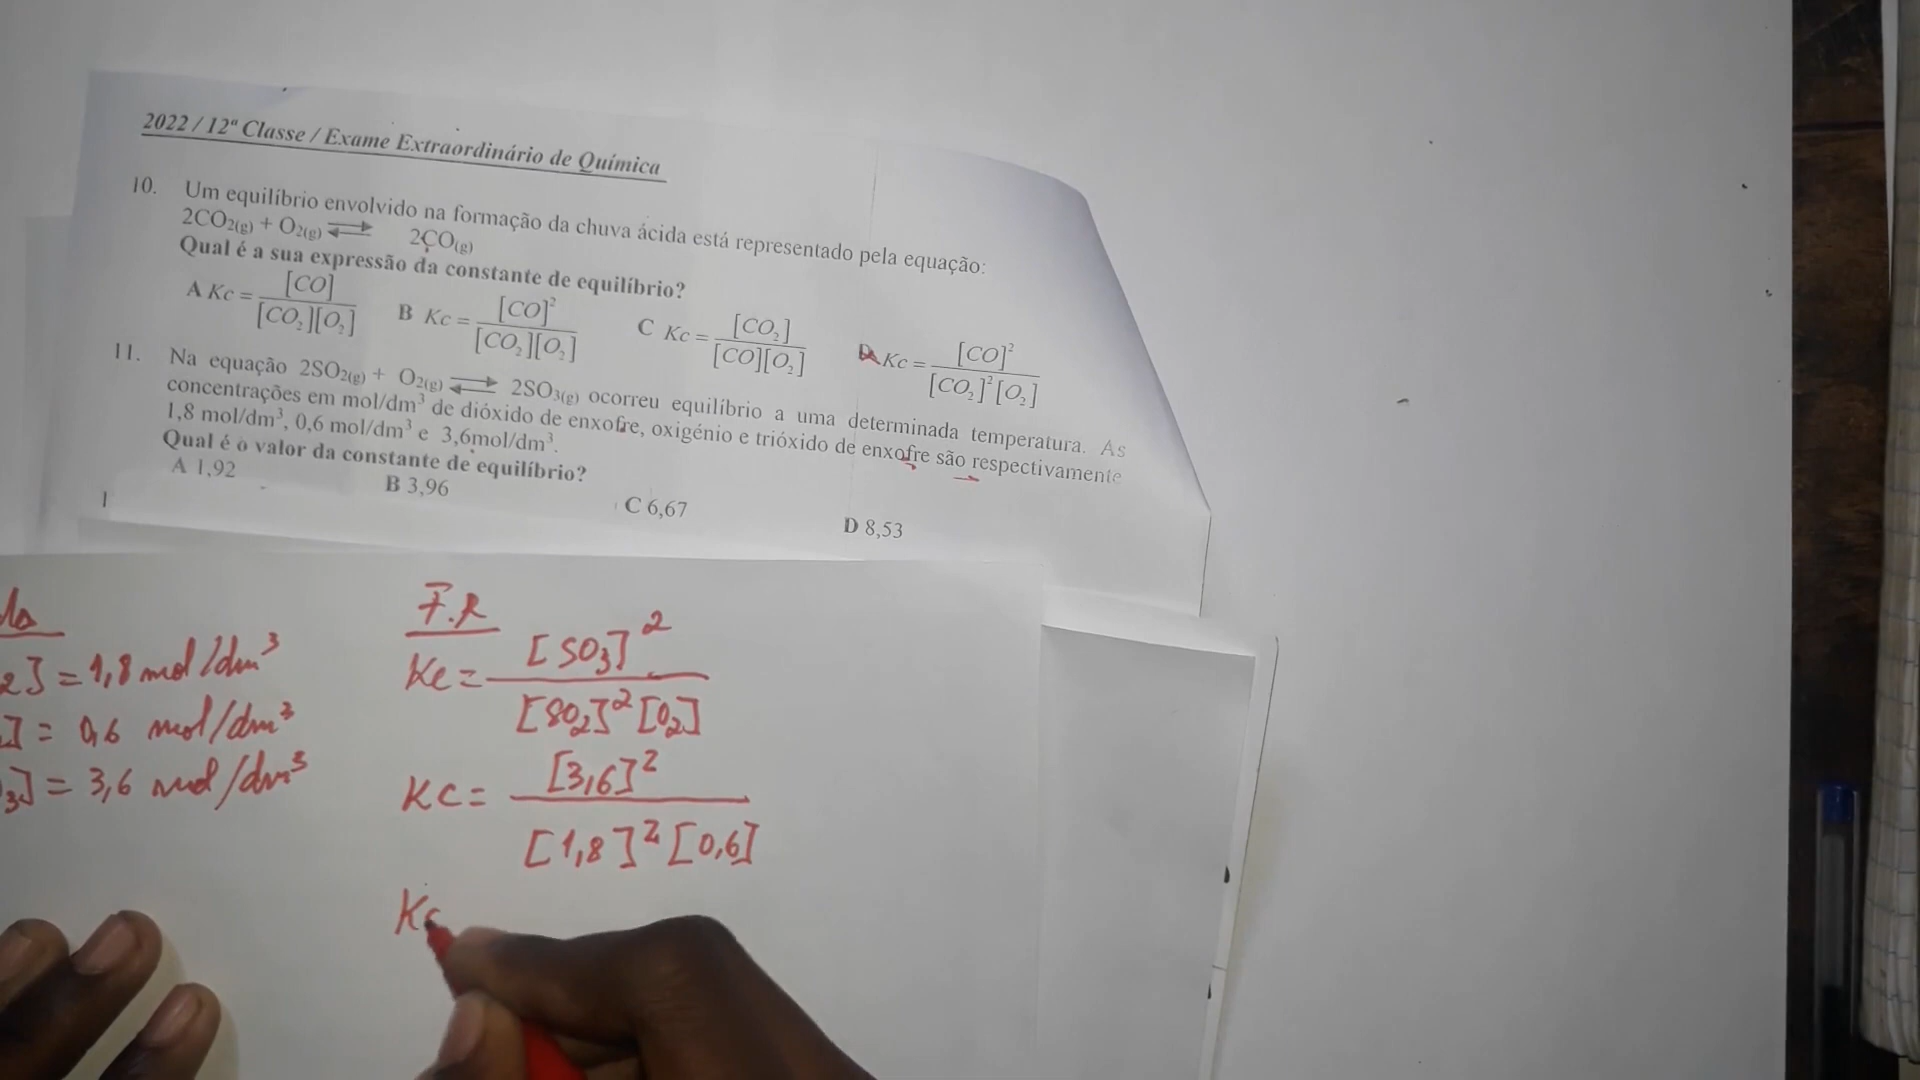 2022 / 12ª Classe / Exame Extraordinário de Química
10. Um equilíbrio envolvido na formação da chuva ácida está representado pela equação:
2CO₂(g) + O₂(g) ⇌ 2CO(g)
Qual é a sua expressão da constante de equilíbrio?
A Kc = [CO] / [CO₂][O₂] B Kc = [CO]² / [CO₂][O₂] C Kc = [CO₂] / [CO][O₂] D Kc = [CO]² / [CO₂]²[O₂]
11. Na equação 2SO₂(g) + O₂(g) ⇌ 2SO₃(g) ocorreu equilíbrio a uma determinada temperatura. As
concentrações em mol/dm³ de dióxido de enxofre, oxigénio e trióxido de enxofre são respectivamente
1,8 mol/dm³, 0,6 mol/dm³ e 3,6mol/dm³.
Qual é o valor da constante de equilíbrio?
A 1,92 B 3,96 C 6,67 D 8,53
2] = 1,8 mol/dm³
] = 0,6 mol/dm³
3] = 3,6 mol/dm³
F.R
Kc = [SO₃]² / [SO₂]² [O₂]
KC = [3,6]² / [1,8]² [0,6]
Kc